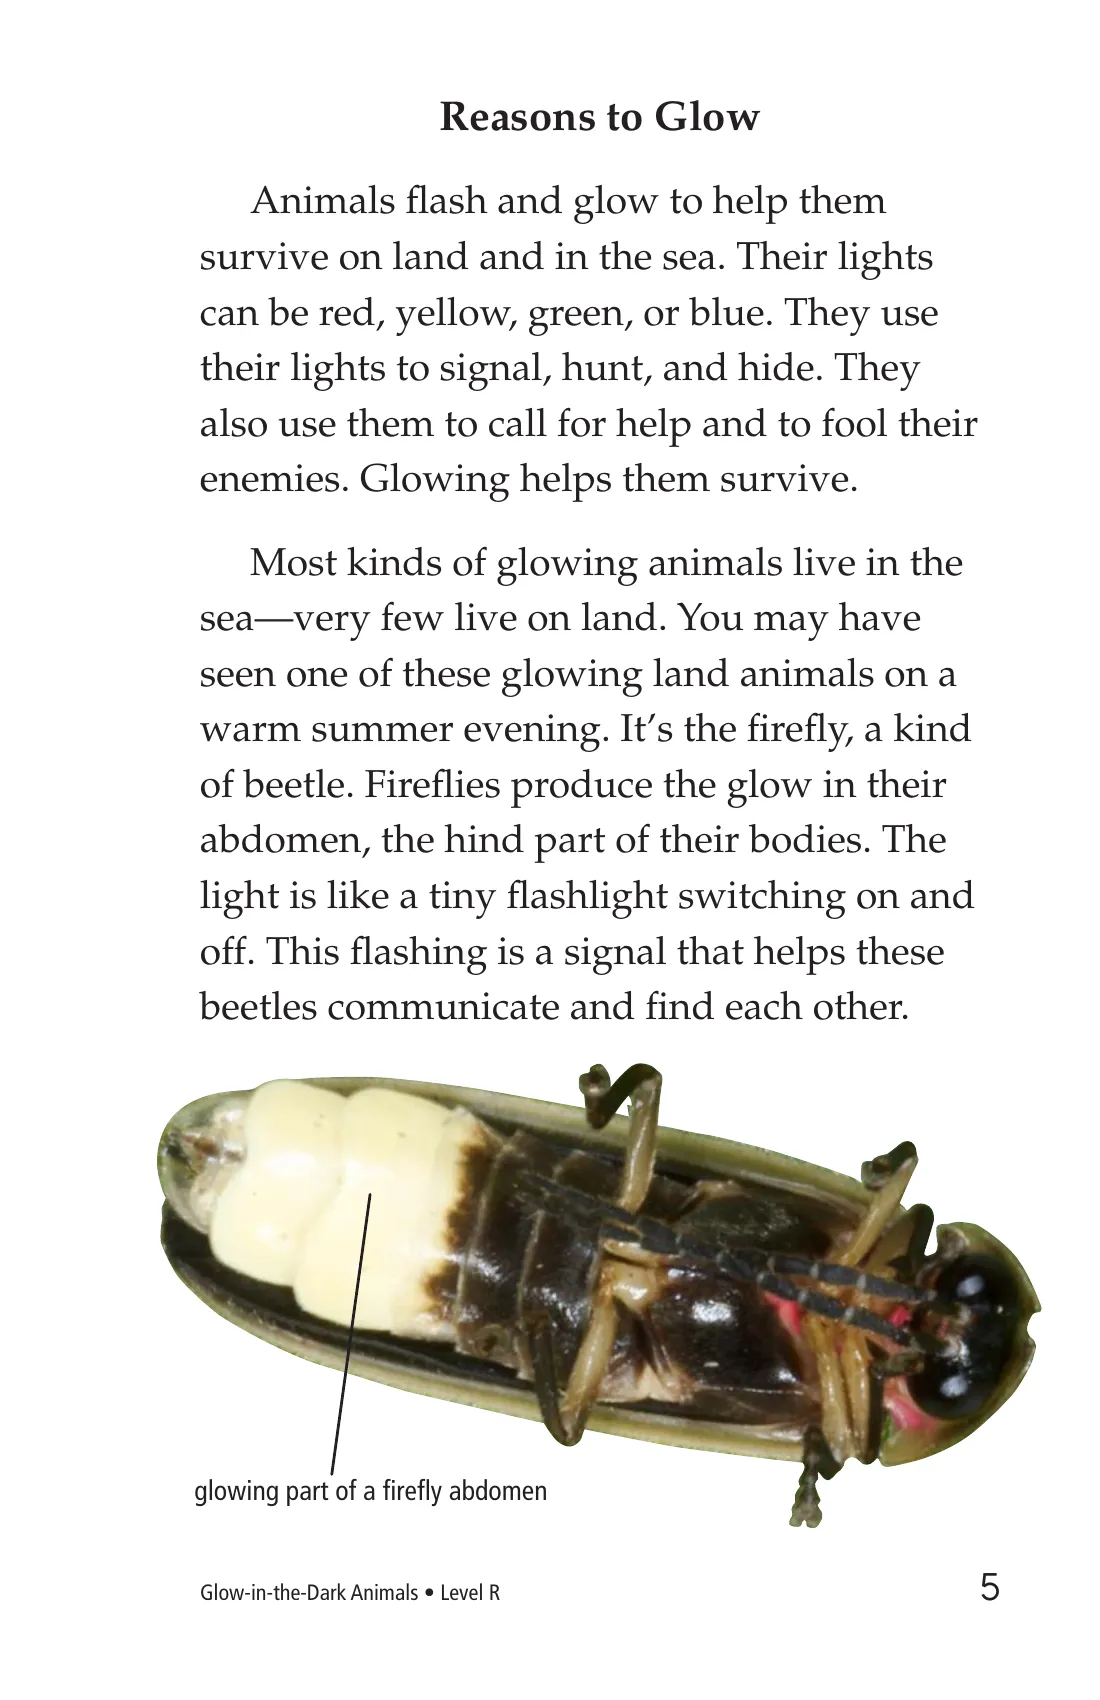 Reasons to Glow
Animals flash and glow to help them
survive on land and in the sea. Their lights
can be red, yellow, green, or blue. They use
their lights to signal, hunt, and hide. They
also use them to call for help and to fool their
enemies. Glowing helps them survive.
Most kinds of glowing animals live in the
sea—very few live on land. You may have
seen one of these glowing land animals on a
warm summer evening. It’s the firefly, a kind
of beetle. Fireflies produce the glow in their
abdomen, the hind part of their bodies. The
light is like a tiny flashlight switching on and
off. This flashing is a signal that helps these
beetles communicate and find each other.
glowing part of a firefly abdomen
Glow-in-the-Dark Animals • Level R 5